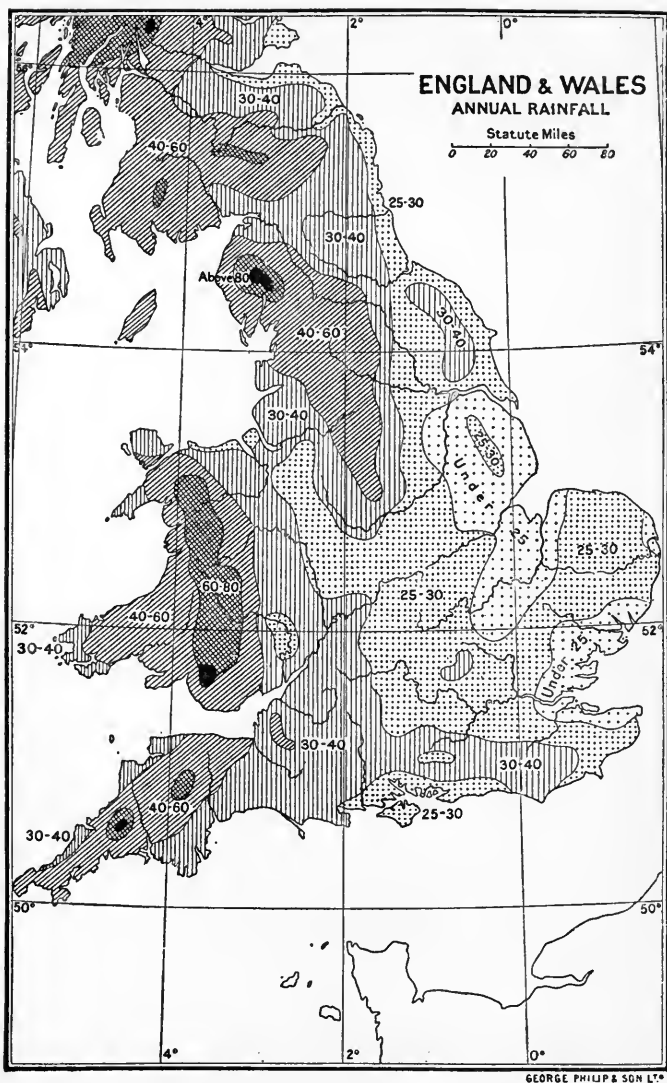 4° 2° 0°
56°
ENGLAND & WALES
ANNUAL RAINFALL
Statute Miles
0 20 40 60 80
30-40
40-60
25-30
30-40
Above 80
30-40
40-60
54° 54°
30-40
25-30
Under
25
25-30
60-80
25-30
40-60
52° 52°
30-40
Under 25
30-40
30-40
40-60
30-40
25-30
50° 50°
4° 2° 0°
GEORGE PHILIP & SON LTD